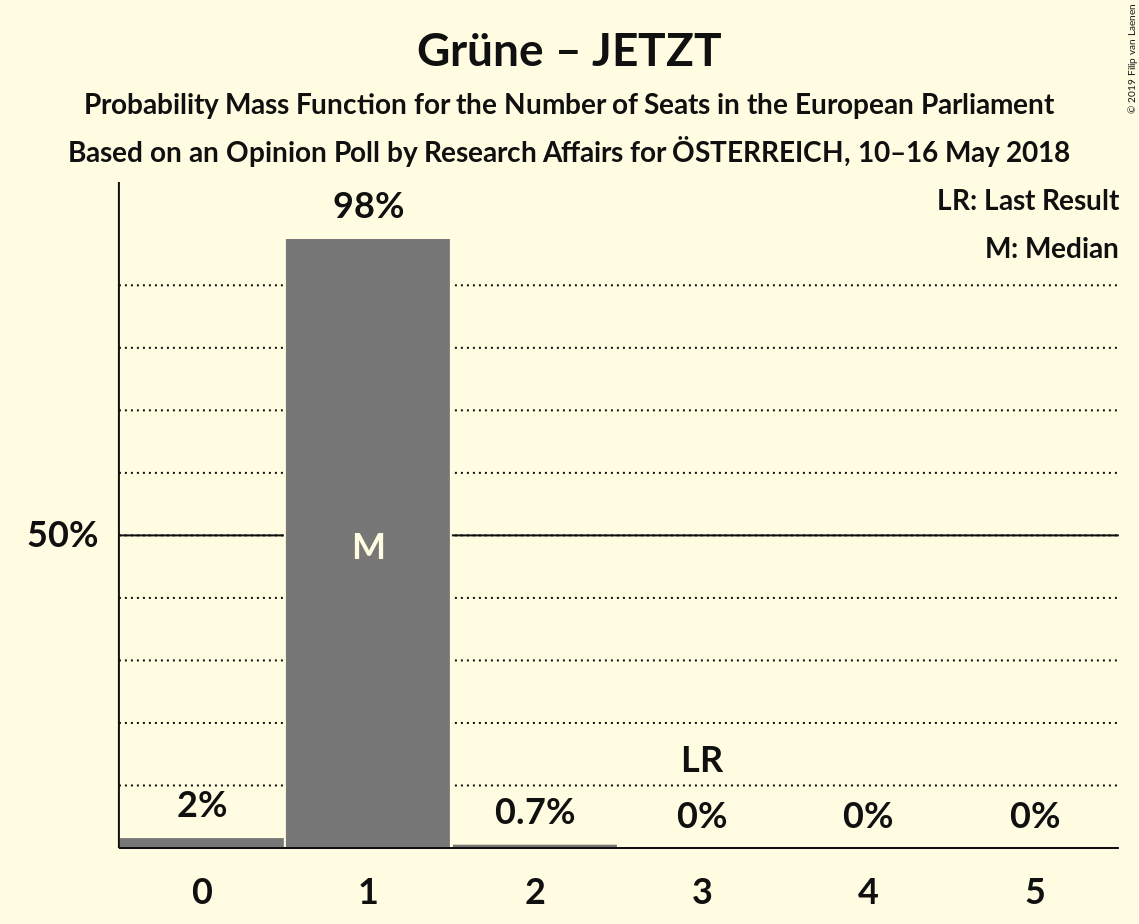 Grüne – JETZT
Probability Mass Function for the Number of Seats in the European Parliament
Based on an Opinion Poll by Research Affairs for ÖSTERREICH, 10–16 May 2018
© 2019 Filip van Laenen
LR: Last Result
M: Median
98%
50%
M
LR
2%
0.7%
0%
0%
0%
0 1 2 3 4 5